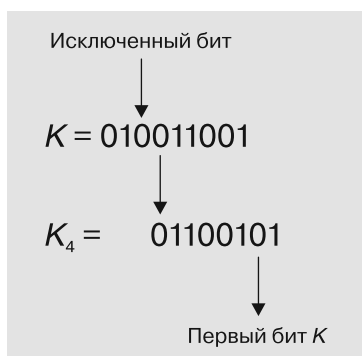 Исключенный бит
K = 010011001
K₄ = 01100101
Первый бит K